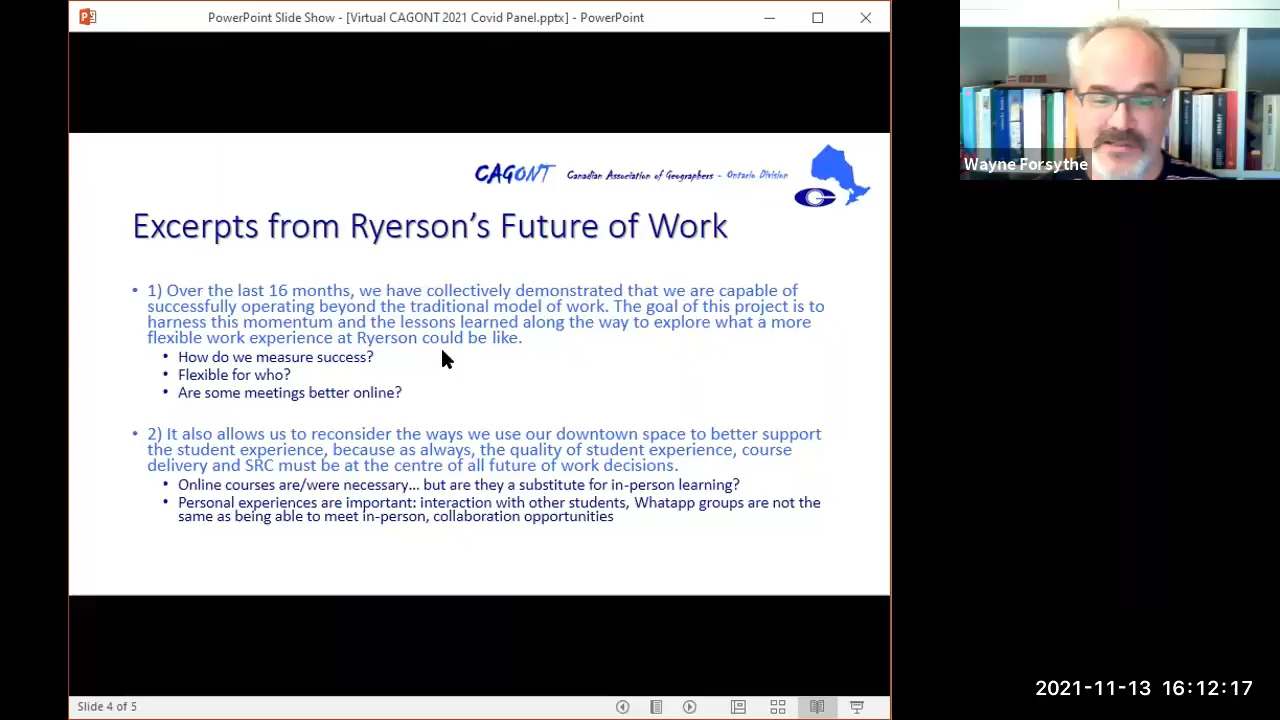 PowerPoint Slide Show - [Virtual CAGONT 2021 Covid Panel.pptx] - PowerPoint
Wayne Forsythe
CAGONT Canadian Association of Geographers - Ontario Division
Excerpts from Ryerson's Future of Work
• 1) Over the last 16 months, we have collectively demonstrated that we are capable of
successfully operating beyond the traditional model of work. The goal of this project is to
harness this momentum and the lessons learned along the way to explore what a more
flexible work experience at Ryerson could be like.
• How do we measure success?
• Flexible for who?
• Are some meetings better online?
• 2) It also allows us to reconsider the ways we use our downtown space to better support
the student experience, because as always, the quality of student experience, course
delivery and SRC must be at the centre of all future of work decisions.
• Online courses are/were necessary… but are they a substitute for in-person learning?
• Personal experiences are important: interaction with other students, Whatapp groups are not the
same as being able to meet in-person, collaboration opportunities
Slide 4 of 5
2021-11-13 16:12:17